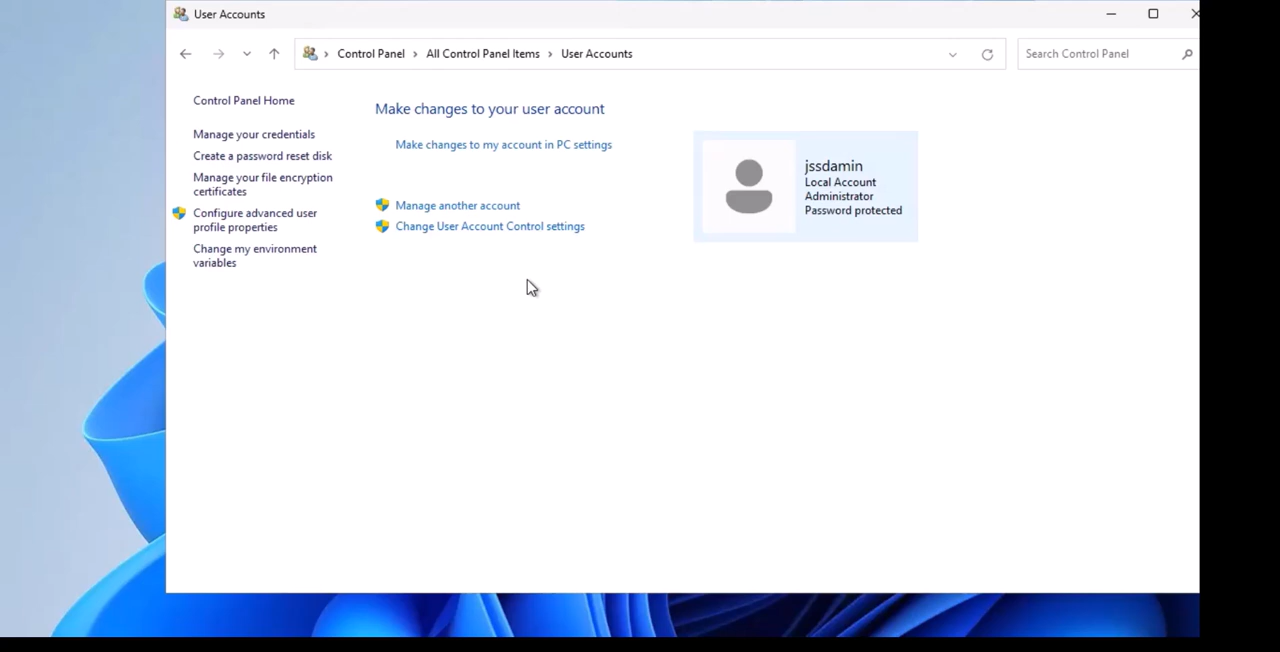 User Accounts
Control Panel > All Control Panel Items > User Accounts
Search Control Panel
Control Panel Home
Manage your credentials
Create a password reset disk
Manage your file encryption
certificates
Configure advanced user
profile properties
Change my environment
variables
Make changes to your user account
Make changes to my account in PC settings
Manage another account
Change User Account Control settings
jssdamin
Local Account
Administrator
Password protected